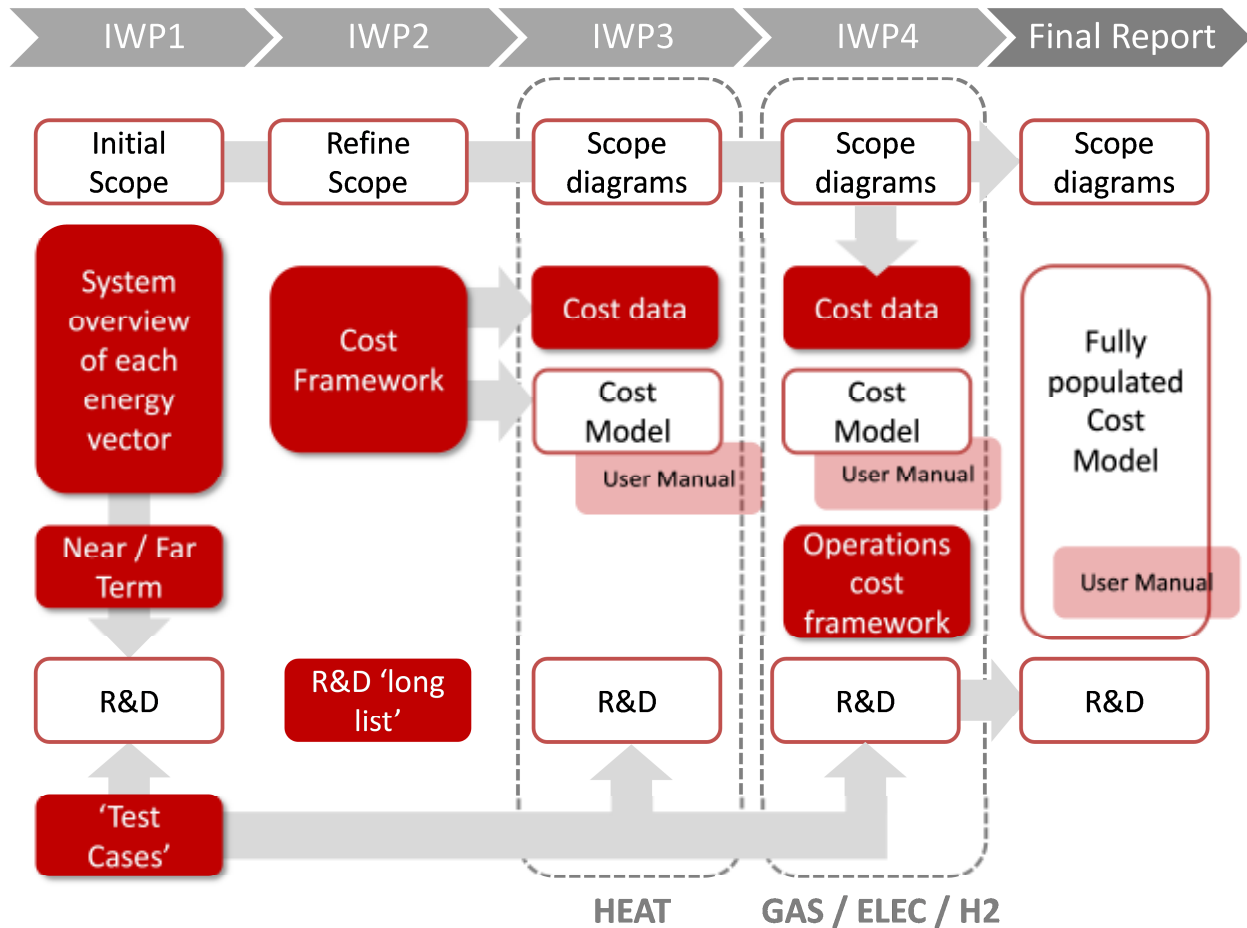 IWP1
IWP2
IWP3
IWP4
Final Report
Initial
Scope
Refine
Scope
Scope
diagrams
Scope
diagrams
Scope
diagrams
System
overview
of each
energy
vector
Cost
Framework
Cost data
Cost data
Cost
Model
User Manual
Cost
Model
User Manual
Fully
populated
Cost
Model
User Manual
Near / Far
Term
Operations
cost
framework
R&D
R&D ‘long
list’
R&D
R&D
R&D
‘Test
Cases’
HEAT
GAS / ELEC / H2